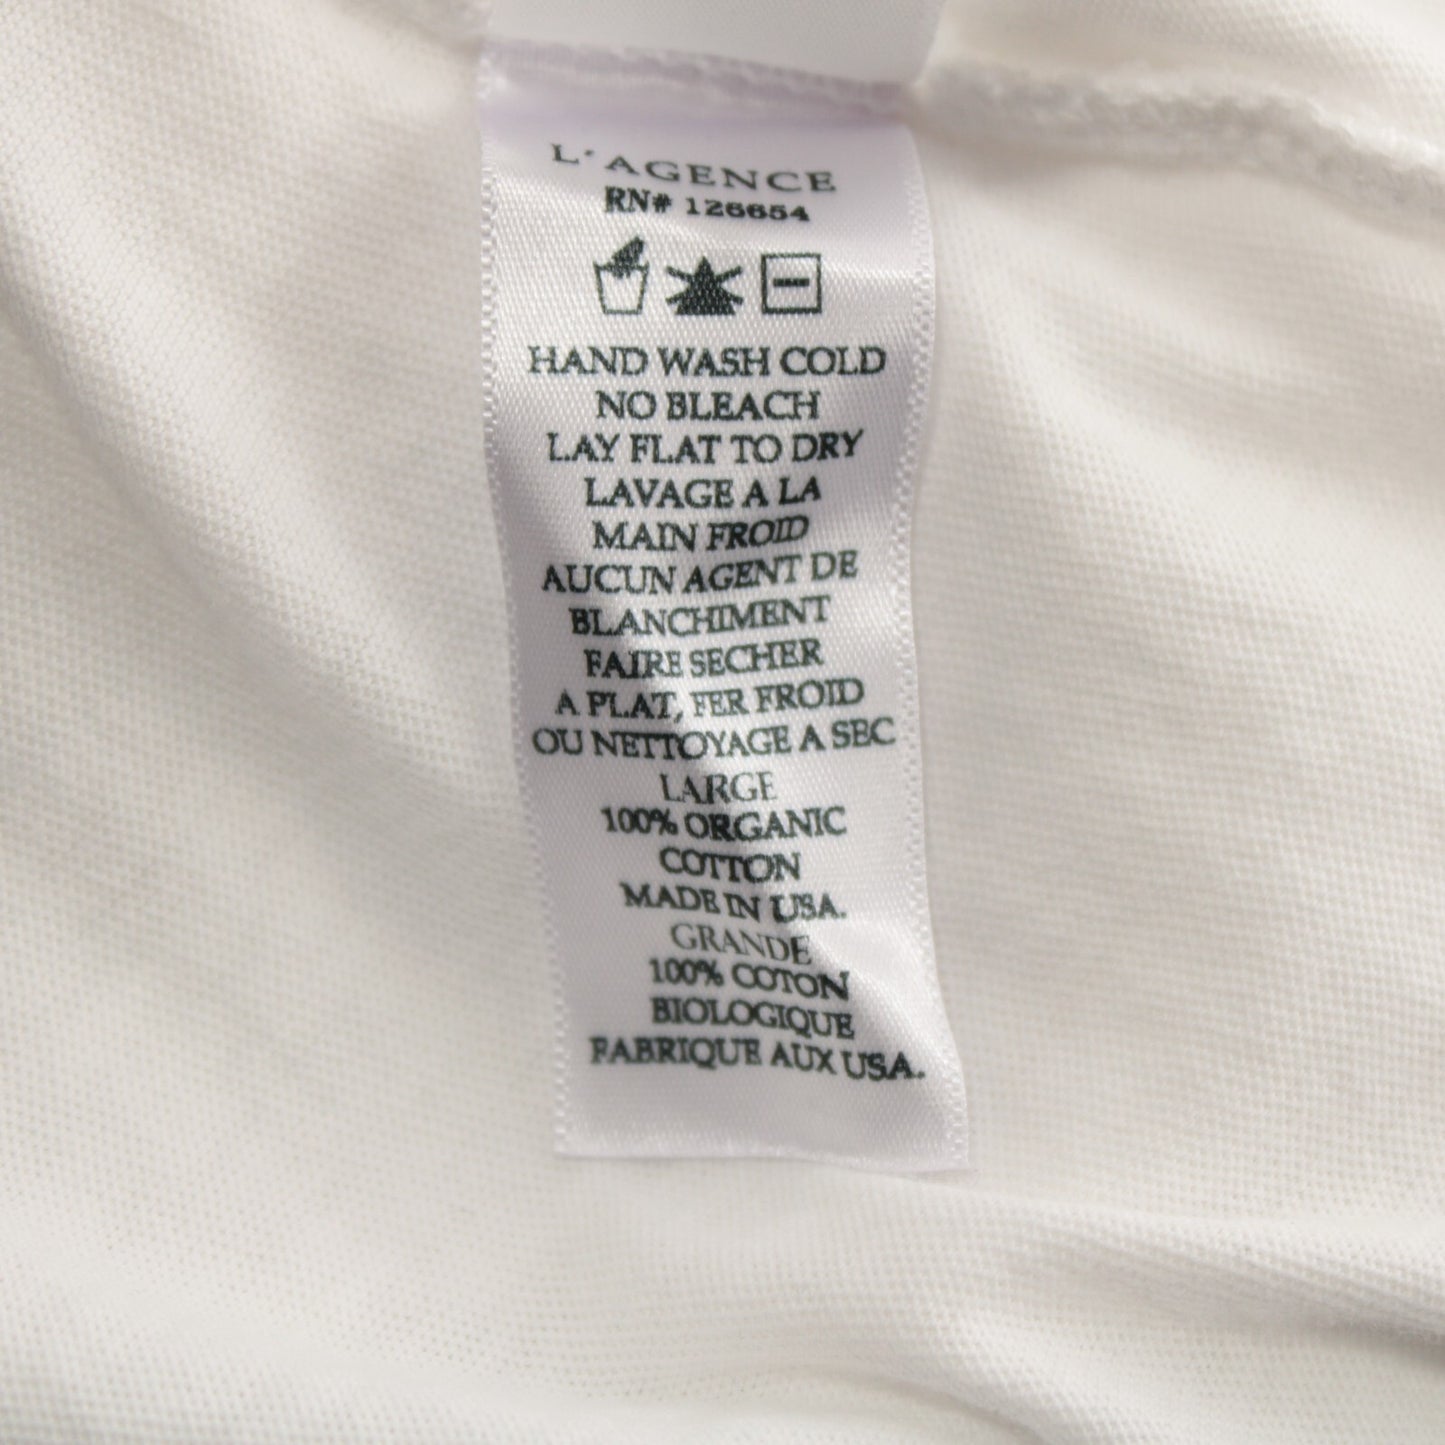 L'AGENCE
RN# 126654
HAND WASH COLD
NO BLEACH
LAY FLAT TO DRY
LAVAGE A LA
MAIN FROID
AUCUN AGENT DE
BLANCHIMENT
FAIRE SECHER
A PLAT, FER FROID
OU NETTOYAGE A SEC
LARGE
100% ORGANIC
COTTON
MADE IN USA.
GRANDE
100% COTON
BIOLOGIQUE
FABRIQUE AUX USA.